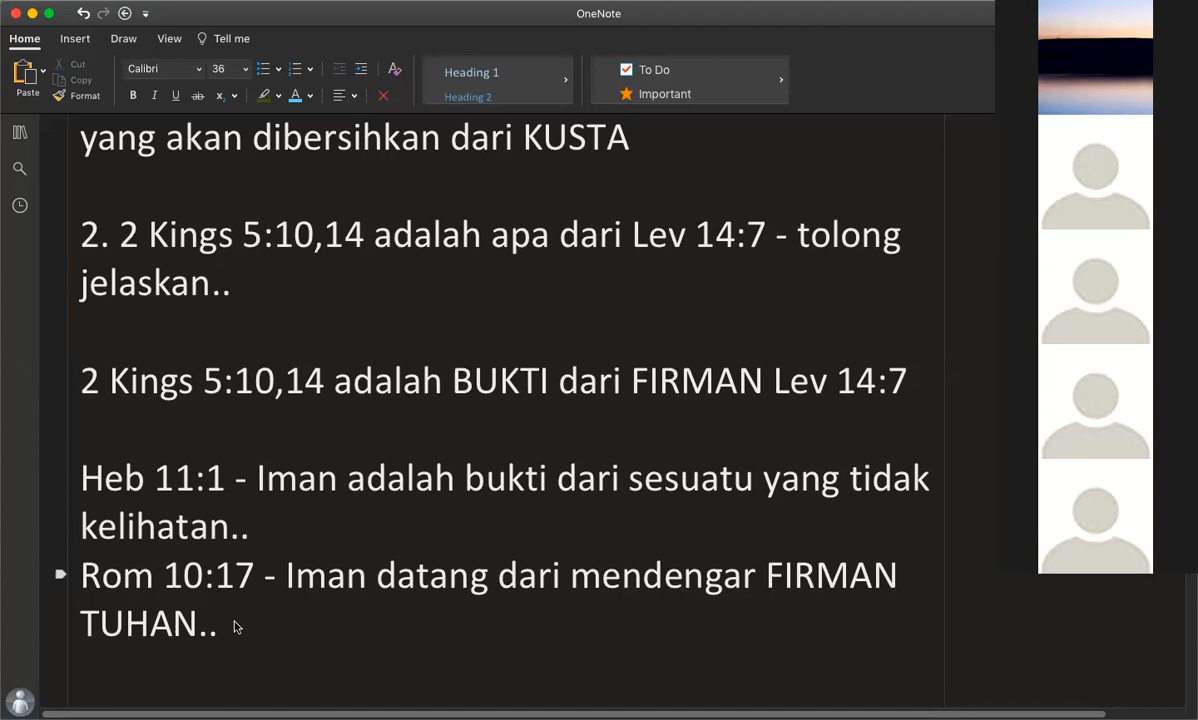 OneNote
Home Insert Draw View Tell me
Paste
Cut
Copy
Format
Calibri 36
B I U ab x
A
Heading 1
Heading 2
To Do
Important
yang akan dibersihkan dari KUSTA
2. 2 Kings 5:10,14 adalah apa dari Lev 14:7 - tolong
jelaskan..
2 Kings 5:10,14 adalah BUKTI dari FIRMAN Lev 14:7
Heb 11:1 - Iman adalah bukti dari sesuatu yang tidak
kelihatan..
Rom 10:17 - Iman datang dari mendengar FIRMAN
TUHAN..